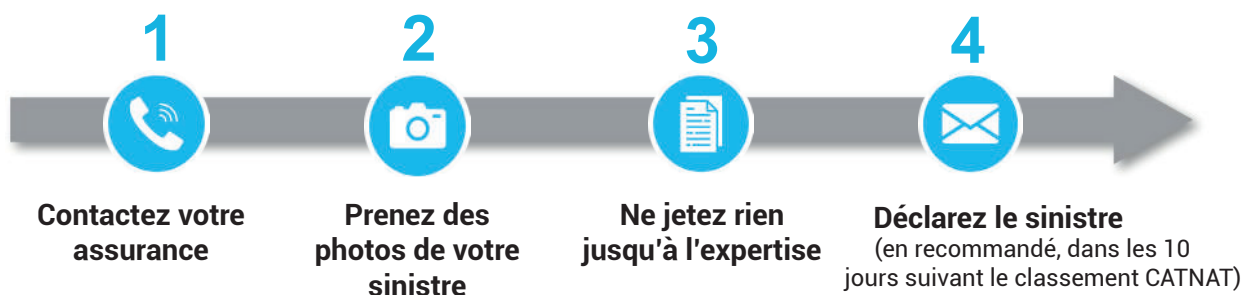 1
Contactez votre
assurance
2
Prenez des
photos de votre
sinistre
3
Ne jetez rien
jusqu'à l'expertise
4
Déclarez le sinistre
(en recommandé, dans les 10
jours suivant le classement CATNAT)